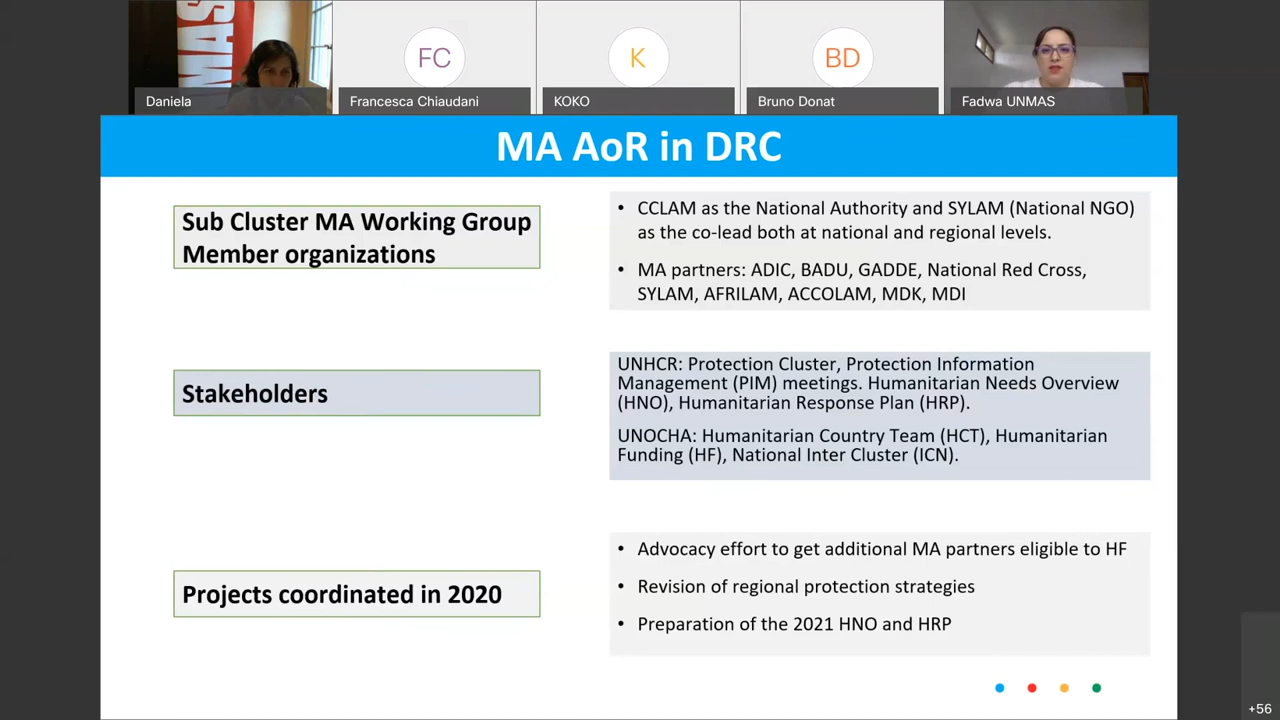 MAS
FC
K
BD
Daniela
Francesca Chiaudani
KOKO
Bruno Donat
Fadwa UNMAS
MA AoR in DRC
Sub Cluster MA Working Group
Member organizations
• CCLAM as the National Authority and SYLAM (National NGO)
as the co-lead both at national and regional levels.
• MA partners: ADIC, BADU, GADDE, National Red Cross,
SYLAM, AFRILAM, ACCOLAM, MDK, MDI
Stakeholders
UNHCR: Protection Cluster, Protection Information
Management (PIM) meetings. Humanitarian Needs Overview
(HNO), Humanitarian Response Plan (HRP).
UNOCHA: Humanitarian Country Team (HCT), Humanitarian
Funding (HF), National Inter Cluster (ICN).
Projects coordinated in 2020
• Advocacy effort to get additional MA partners eligible to HF
• Revision of regional protection strategies
• Preparation of the 2021 HNO and HRP
+56